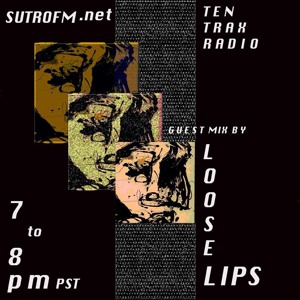 SUTROFM.net
TEN
TRAX
RADIO
GUEST MIX BY
LOOSE LIPS
7
to
8
pm PST